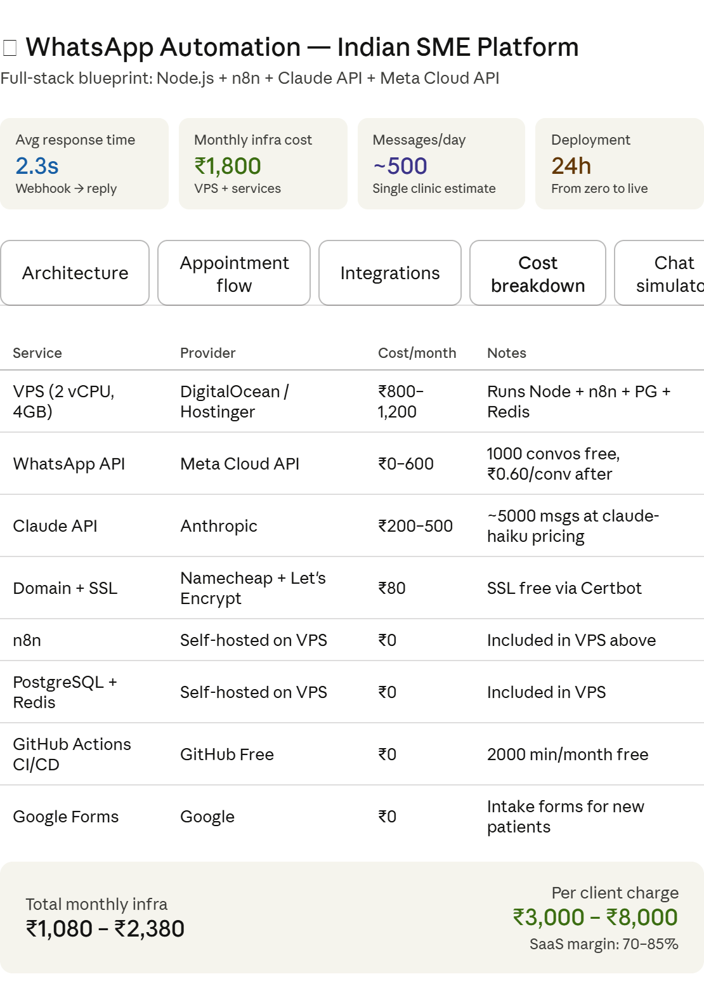 WhatsApp Automation — Indian SME Platform
Full-stack blueprint: Node.js + n8n + Claude API + Meta Cloud API
Avg response time
2.3s
Webhook → reply
Monthly infra cost
₹1,800
VPS + services
Messages/day
~500
Single clinic estimate
Deployment
24h
From zero to live
Architecture
Appointment
flow
Integrations
Cost
breakdown
Chat
simulato
Service
Provider
Cost/month
Notes
VPS (2 vCPU,
4GB)
DigitalOcean /
Hostinger
₹800–
1,200
Runs Node + n8n + PG +
Redis
WhatsApp API
Meta Cloud API
₹0–600
1000 convos free,
₹0.60/conv after
Claude API
Anthropic
₹200–500
~5000 msgs at claude-
haiku pricing
Domain + SSL
Namecheap + Let's
Encrypt
₹80
SSL free via Certbot
n8n
Self-hosted on VPS
₹0
Included in VPS above
PostgreSQL +
Redis
Self-hosted on VPS
₹0
Included in VPS
GitHub Actions
CI/CD
GitHub Free
₹0
2000 min/month free
Google Forms
Google
₹0
Intake forms for new
patients
Total monthly infra
₹1,080 – ₹2,380
Per client charge
₹3,000 – ₹8,000
SaaS margin: 70–85%